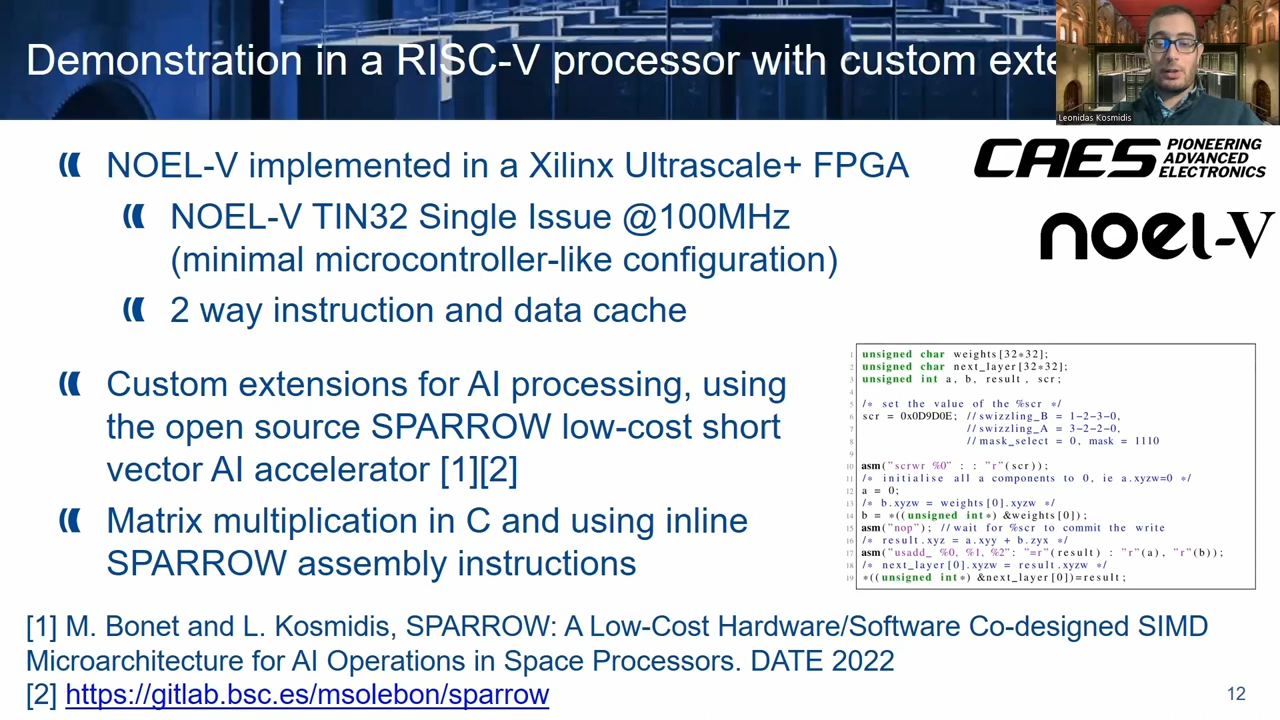 Demonstration in a RISC-V processor with custom exte
Leonidas Kosmidis
CAES PIONEERING
ADVANCED
ELECTRONICS
noel-V
NOEL-V implemented in a Xilinx Ultrascale+ FPGA
NOEL-V TIN32 Single Issue @100MHz
(minimal microcontroller-like configuration)
2 way instruction and data cache
Custom extensions for AI processing, using
the open source SPARROW low-cost short
vector AI accelerator [1][2]
Matrix multiplication in C and using inline
SPARROW assembly instructions
1 unsigned char weights[32*32];
2 unsigned char next_layer[32*32];
3 unsigned int a, b, result, scr;
4
5 /* set the value of the %scr */
6 scr = 0x0D9D0E; //swizzling_B = 1-2-3-0,
7 //swizzling_A = 3-2-2-0,
8 //mask_select = 0, mask = 1110
9
10 asm("scrwr %0" : : "r"(scr));
11 /* initialise all a components to 0, ie a.xyzw=0 */
12 a = 0;
13 /* b.xyzw = weights[0].xyzw */
14 b = *((unsigned int*) &weights[0]);
15 asm("nop"); //wait for %scr to commit the write
16 /* result.xyz = a.xyy + b.zyx */
17 asm("usadd_ %0, %1, %2": "=r"(result) : "r"(a), "r"(b));
18 /* next_layer[0].xyzw = result.xyzw */
19 *((unsigned int*) &next_layer[0])=result;
[1] M. Bonet and L. Kosmidis, SPARROW: A Low-Cost Hardware/Software Co-designed SIMD
Microarchitecture for AI Operations in Space Processors. DATE 2022
[2] https://gitlab.bsc.es/msolebon/sparrow
12